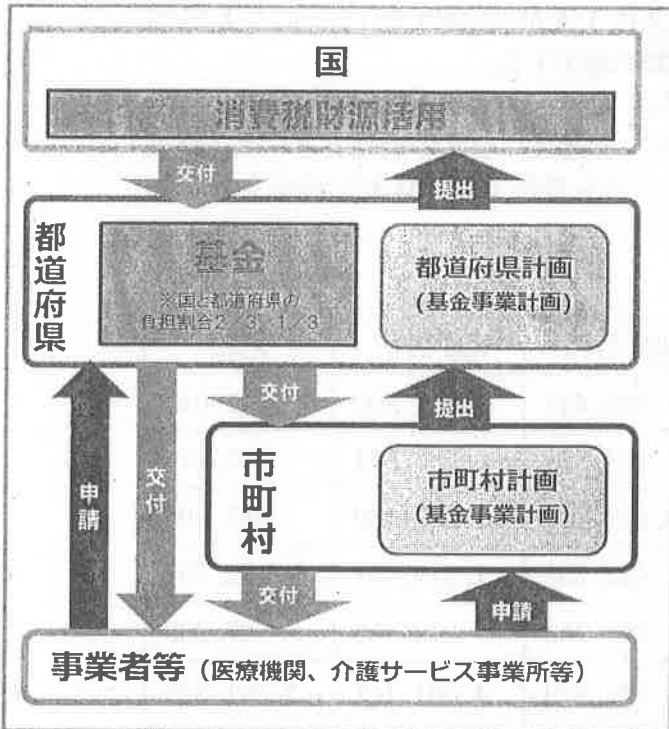 国
消費税財源活用
交付
提出
都道府県
基金
※国と都道府県の
負担割合2/3、1/3
都道府県計画
(基金事業計画)
交付
提出
申請
交付
市町村
市町村計画
(基金事業計画)
交付
申請
事業者等(医療機関、介護サービス事業所等)